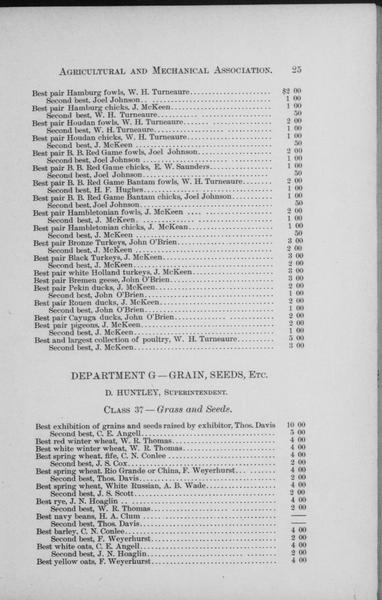 AGRICULTURAL AND MECHANICAL ASSOCIATION. 25
Best pair Hamburg fowls, W. H. Turneaure........................ $2 00
Second best, Joel Johnson........................ 1 00
Best pair Hamburg chicks, J. McKeen........................ 1 00
Second best, W. H. Turneaure........................ 50
Best pair Houdan fowls, W. H. Turneaure........................ 2 00
Second best, W. H. Turneaure........................ 1 00
Best pair Houdan chicks, W. H. Turneaure........................ 1 00
Second best, J. McKeen........................ 50
Best pair B. B. Red Game fowls, Joel Johnson........................ 2 00
Second best, Joel Johnson........................ 1 00
Best pair B. B. Red Game chicks, E. W. Saunders........................ 1 00
Second best, Joel Johnson........................ 50
Best pair B. B. Red Game Bantam fowls, W. H. Turneaure........... 2 00
Second best, H. F. Hughes........................ 1 00
Best pair B. B. Red Game Bantam chicks, Joel Johnson............ 1 00
Second best, Joel Johnson........................ 50
Best pair Hambletonian fowls, J. McKeen........................ 2 00
Second best, J. McKeen........................ 1 00
Best pair Hambletonian chicks, J. McKean........................ 1 00
Second best, J. McKeen........................ 50
Best pair Bronze Turkeys, John O'Brien........................ 3 00
Second best, J. McKeen........................ 2 00
Best pair Black Turkeys, J. McKeen........................ 3 00
Second best, J. McKeen........................ 2 00
Best pair white Holland turkeys, J. McKeen........................ 3 00
Best pair Bremen geese, John O'Brien........................ 3 00
Best pair Pekin ducks, J. McKeen........................ 2 00
Second best, John O'Brien........................ 1 00
Best pair Rouen ducks, J. McKeen........................ 2 00
Second best, John O'Brien........................ 1 00
Best pair Cayuga ducks, John O'Brien........................ 2 00
Best pair pigeons, J. McKeen........................ 2 00
Second best, J. McKeen........................ 1 00
Best and largest collection of poultry, W. H. Turneaure............ 5 00
Second best, J. McKeen........................ 3 00
DEPARTMENT G — GRAIN, SEEDS, ETC.
D. HUNTLEY, SUPERINTENDENT.
CLASS 37 — Grass and Seeds.
Best exhibition of grains and seeds raised by exhibitor, Thos. Davis 10 00
Second best, C. E. Angell........................ 5 00
Best red winter wheat, W. R. Thomas........................ 4 00
Best white winter wheat, W. R. Thomas........................ 4 00
Best spring wheat, fife, C. N. Conlee........................ 4 00
Second best, J. S. Cox........................ 2 00
Best spring wheat, Rio Grande or China, F. Weyerhurst............ 4 00
Second best, Thos. Davis........................ 2 00
Best spring wheat, White Russian, A. B. Wade........................ 4 00
Second best, J. S. Scott........................ 2 00
Best rye, J. N. Hoaglin........................ 4 00
Second best, W. R. Thomas........................ 2 00
Best navy beans, H. A. Clum........................ ——
Second best, Thos. Davis........................ ——
Best barley, C. N. Conlee........................ 4 00
Second best, F. Weyerhurst........................ 2 00
Best white oats, C. E. Angell........................ 4 00
Second best, J. N. Hoaglin........................ 2 00
Best yellow oats, F. Weyerhurst........................ 4 00